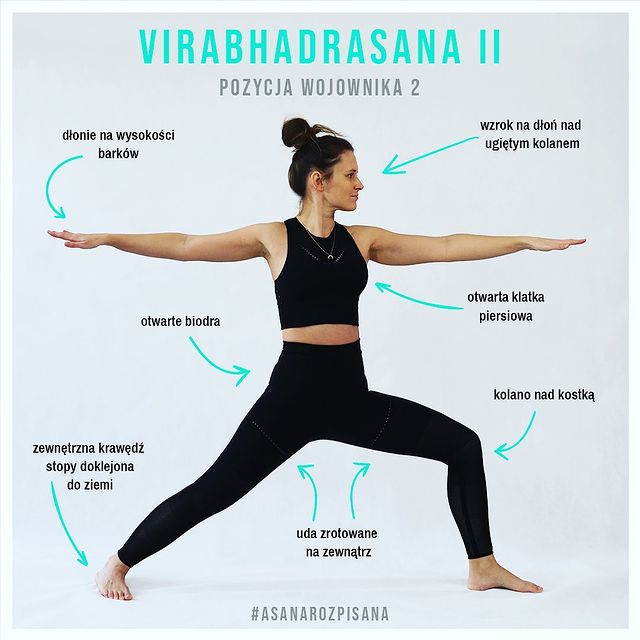 VIRABHADRASANA II
POZYCJA WOJOWNIKA 2
dłonie na wysokości
barków
wzrok na dłoń nad
ugiętym kolanem
otwarta klatka
piersiowa
otwarte biodra
kolano nad kostką
zewnętrzna krawędź
stopy doklejona
do ziemi
uda zrotowane
na zewnątrz
#ASANAROZPISANA